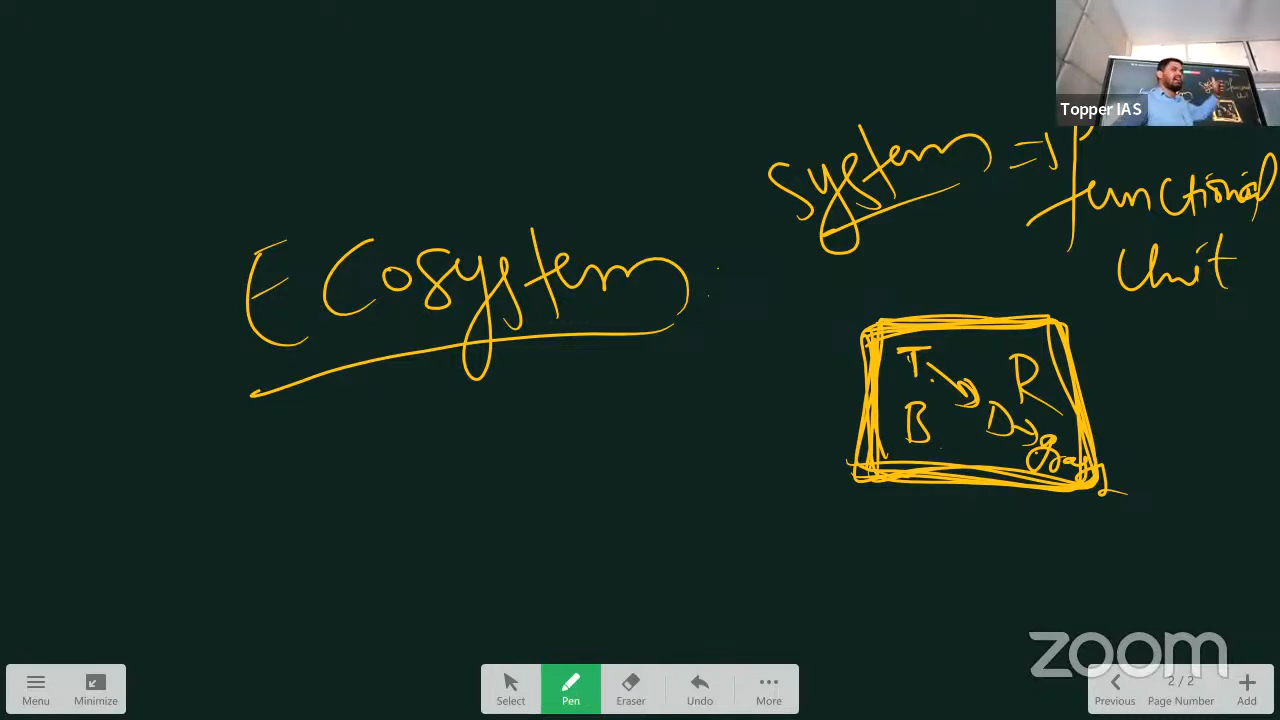 Topper IAS
System =
functional
Unit
Ecosystem
T R
B D
Menu
Minimize
Select
Pen
Eraser
Undo
More
zoom
Previous
2 / 2
Page Number
Add